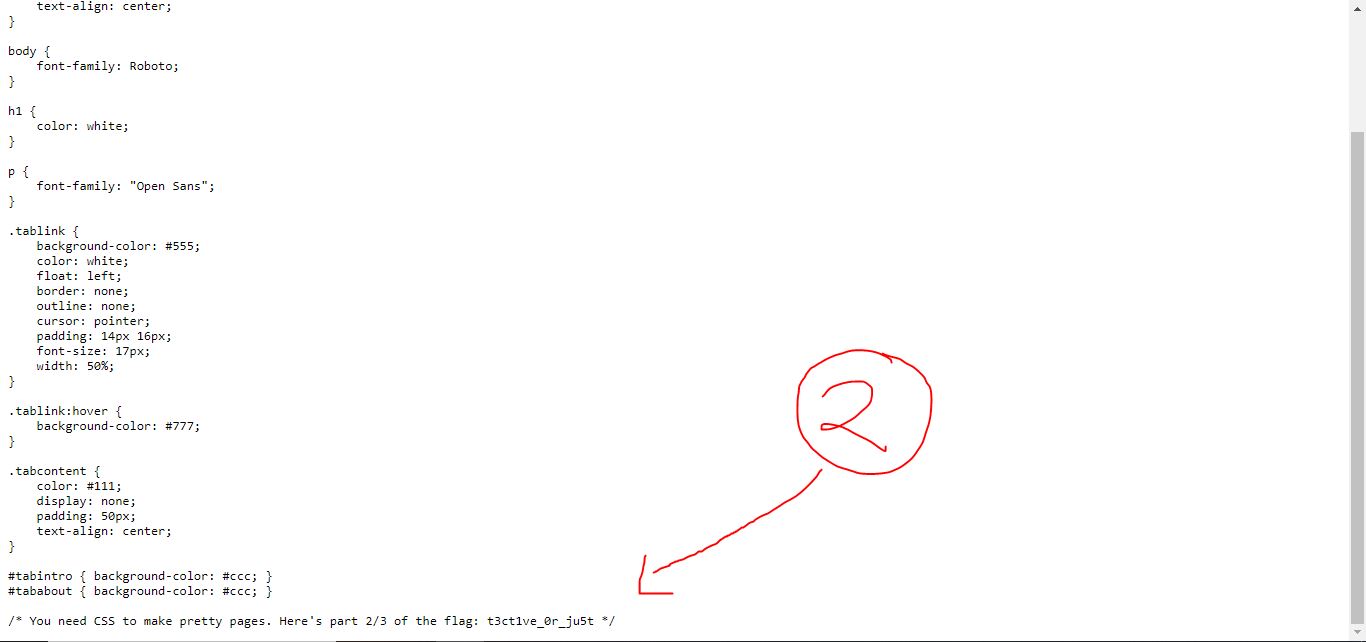 text-align: center;
}

body {
    font-family: Roboto;
}

h1 {
    color: white;
}

p {
    font-family: "Open Sans";
}

.tablink {
    background-color: #555;
    color: white;
    float: left;
    border: none;
    outline: none;
    cursor: pointer;
    padding: 14px 16px;
    font-size: 17px;
    width: 50%;
}

.tablink:hover {
    background-color: #777;
}

2

.tabcontent {
    color: #111;
    display: none;
    padding: 50px;
    text-align: center;
}

#tabintro { background-color: #ccc; }
#tababout { background-color: #ccc; }

/* You need CSS to make pretty pages. Here's part 2/3 of the flag: t3ct1ve_0r_ju5t */